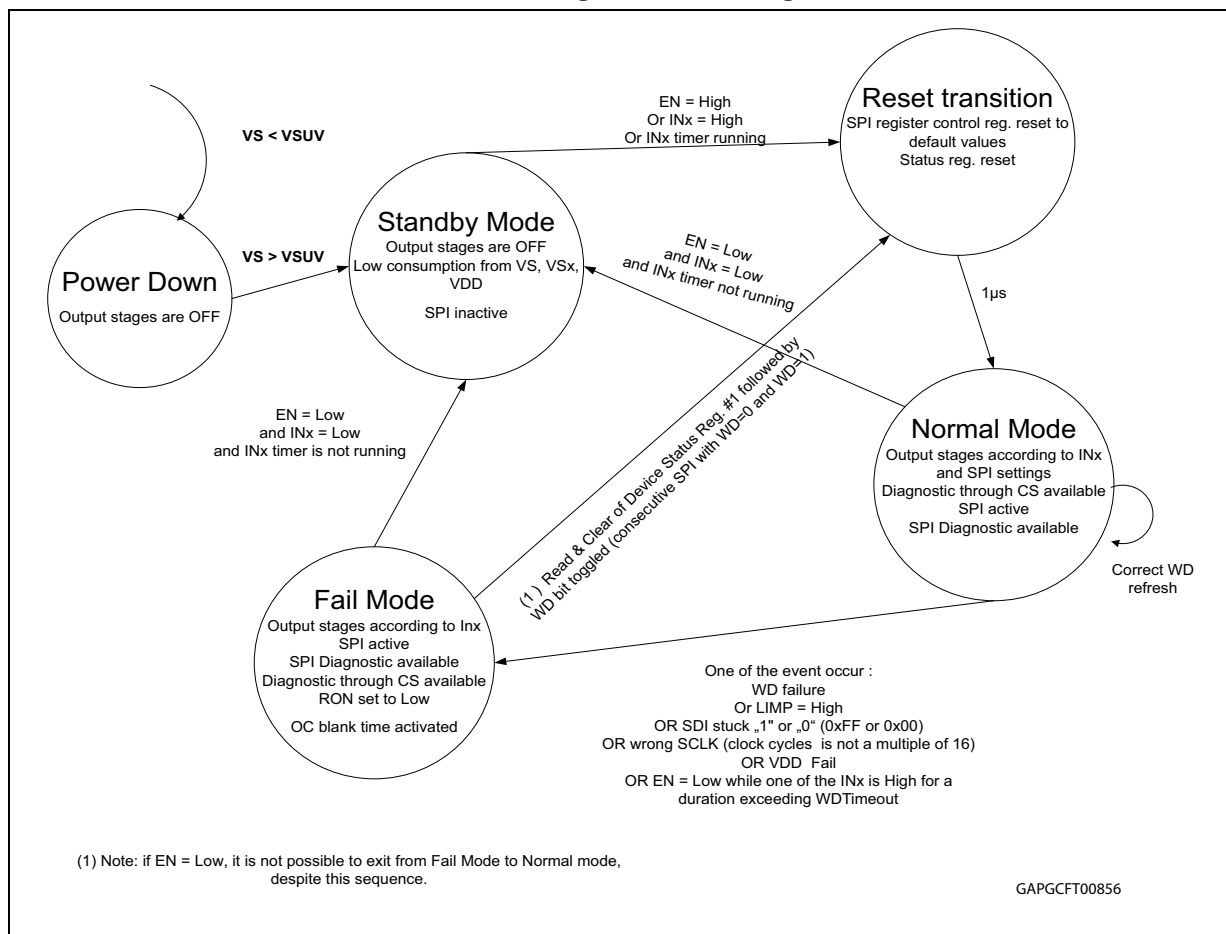 VS < VSUV
EN = High
Or INx = High
Or INx timer running
Reset transition
SPI register control reg. reset to
default values
Status reg. reset
Power Down
Output stages are OFF
VS > VSUV
Standby Mode
Output stages are OFF
Low consumption from VS, VSx,
VDD
SPI inactive
EN = Low
and INx = Low
and INx timer not running
1µs
EN = Low
and INx = Low
and INx timer is not running
(1 ) Read & Clear of Device Status Reg. #1 followed by
WD bit toggled (consecutive SPI with WD=0 and WD=1)
Normal Mode
Output stages according to INx
and SPI settings
Diagnostic through CS available
SPI active
SPI Diagnostic available
Correct WD
refresh
Fail Mode
Output stages according to Inx
SPI active
SPI Diagnostic available
Diagnostic through CS available
RON set to Low
OC blank time activated
One of the event occur :
WD failure
Or LIMP = High
OR SDI stuck „1" or „0“ (0xFF or 0x00)
OR wrong SCLK (clock cycles is not a multiple of 16)
OR VDD Fail
OR EN = Low while one of the INx is High for a
duration exceeding WDTimeout
(1) Note: if EN = Low, it is not possible to exit from Fail Mode to Normal mode,
despite this sequence.
GAPGCFT00856